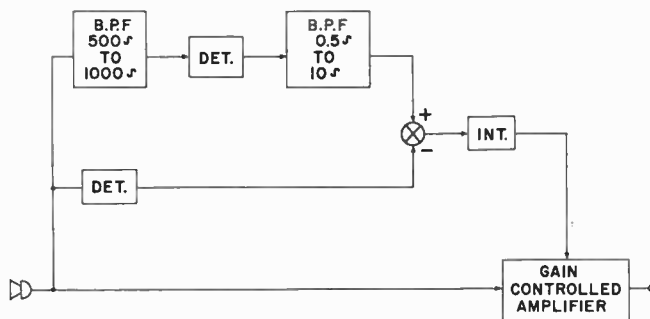 B.P.F
500~
TO
1000~
DET.
B.P.F
0.5~
TO
10~
+
−
INT.
DET.
GAIN
CONTROLLED
AMPLIFIER